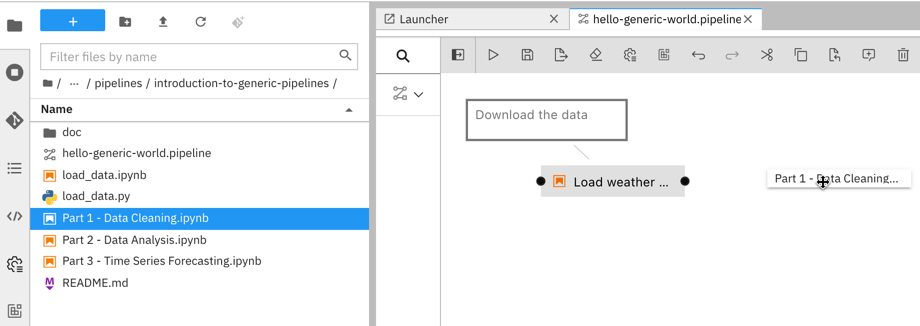 Launcher
hello-generic-world.pipeline
+
Filter files by name
/ ··· / pipelines / introduction-to-generic-pipelines /
Name
doc
hello-generic-world.pipeline
load_data.ipynb
load_data.py
Part 1 - Data Cleaning.ipynb
Part 2 - Data Analysis.ipynb
Part 3 - Time Series Forecasting.ipynb
README.md
Download the data
Load weather ...
Part 1 - Data Cleaning...